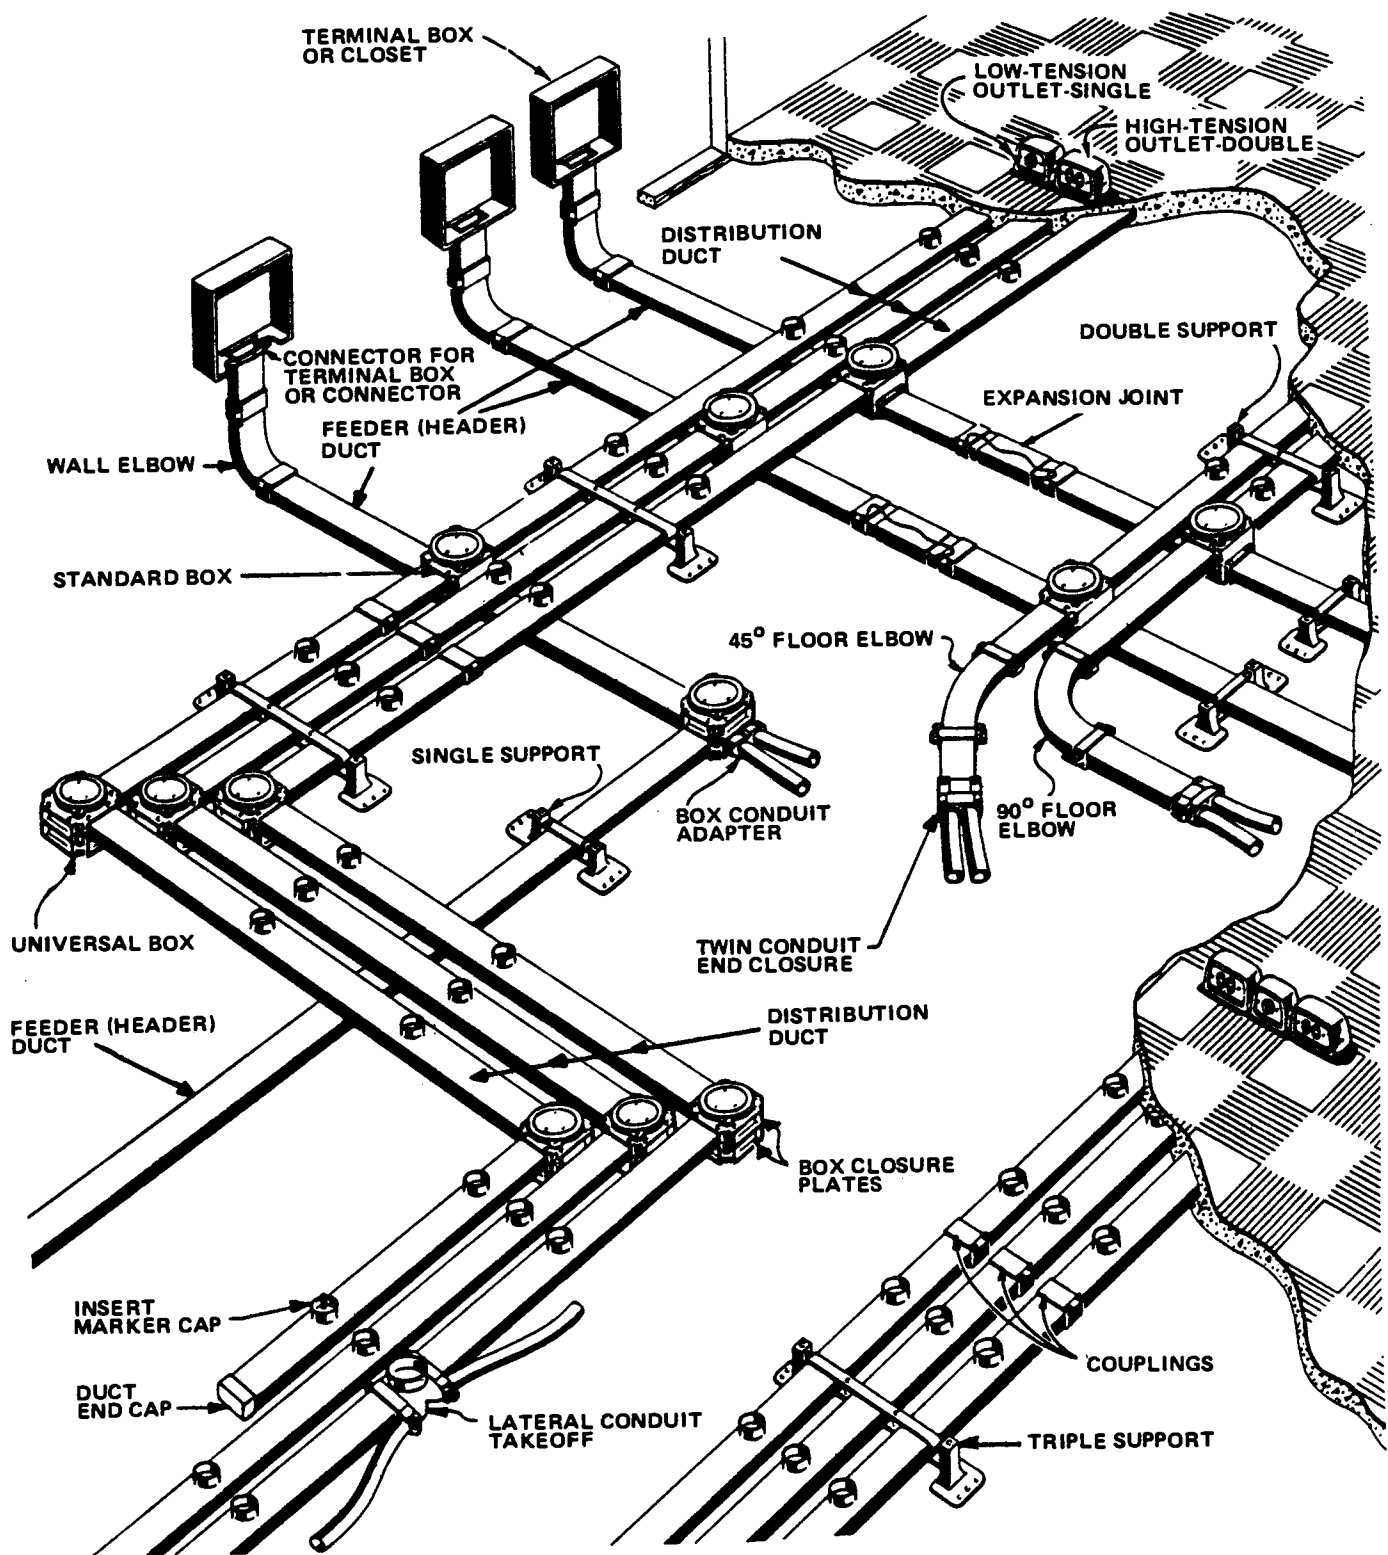 TERMINAL BOX
OR CLOSET
LOW-TENSION
OUTLET-SINGLE
HIGH-TENSION
OUTLET-DOUBLE
DISTRIBUTION
DUCT
DOUBLE SUPPORT
CONNECTOR FOR
TERMINAL BOX
OR CONNECTOR
EXPANSION JOINT
FEEDER (HEADER)
DUCT
WALL ELBOW
STANDARD BOX
45° FLOOR ELBOW
SINGLE SUPPORT
BOX CONDUIT
ADAPTER
90° FLOOR
ELBOW
UNIVERSAL BOX
TWIN CONDUIT
END CLOSURE
FEEDER (HEADER)
DUCT
DISTRIBUTION
DUCT
BOX CLOSURE
PLATES
INSERT
MARKER CAP
COUPLINGS
DUCT
END CAP
LATERAL CONDUIT
TAKEOFF
TRIPLE SUPPORT